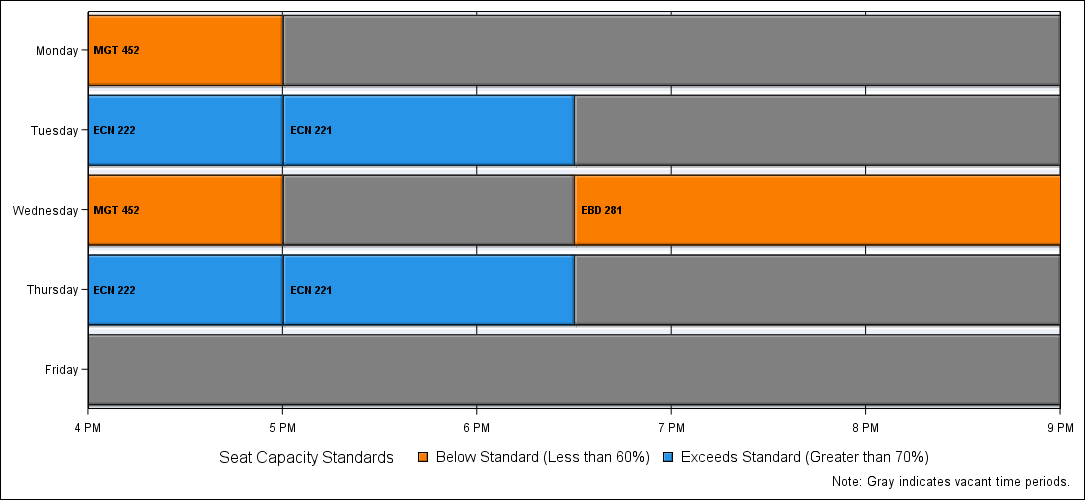 Monday
MGT 452
Tuesday
ECN 222
ECN 221
Wednesday
MGT 452
EBD 281
Thursday
ECN 222
ECN 221
Friday
4 PM
5 PM
6 PM
7 PM
8 PM
9 PM
Seat Capacity Standards
Below Standard (Less than 60%)
Exceeds Standard (Greater than 70%)
Note: Gray indicates vacant time periods.